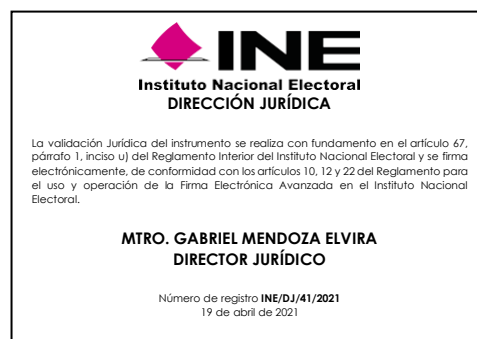 INE
Instituto Nacional Electoral
DIRECCIÓN JURÍDICA
La validación Jurídica del instrumento se realiza con fundamento en el artículo 67,
párrafo 1, inciso u) del Reglamento Interior del Instituto Nacional Electoral y se firma
electrónicamente, de conformidad con los artículos 10, 12 y 22 del Reglamento para
el uso y operación de la Firma Electrónica Avanzada en el Instituto Nacional
Electoral.
MTRO. GABRIEL MENDOZA ELVIRA
DIRECTOR JURÍDICO
Número de registro INE/DJ/41/2021
19 de abril de 2021